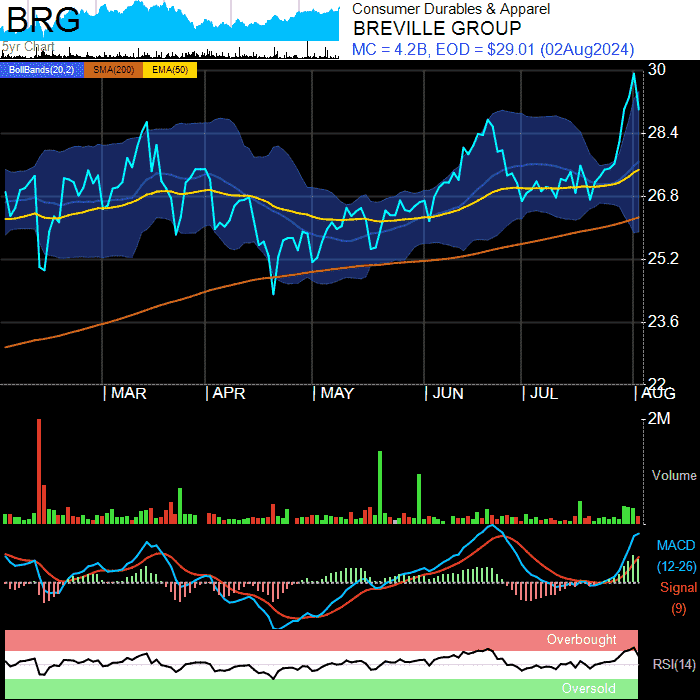 BRG
5yr Chart
Consumer Durables & Apparel
BREVILLE GROUP
MC = 4.2B, EOD = $29.01 (02Aug2024)
BollBands(20,2) SMA(200) EMA(50)
30
28.4
26.8
25.2
23.6
22
MAR APR MAY JUN JUL AUG
2M
Volume
MACD
(12-26)
Signal
(9)
Overbought
RSI(14)
Oversold